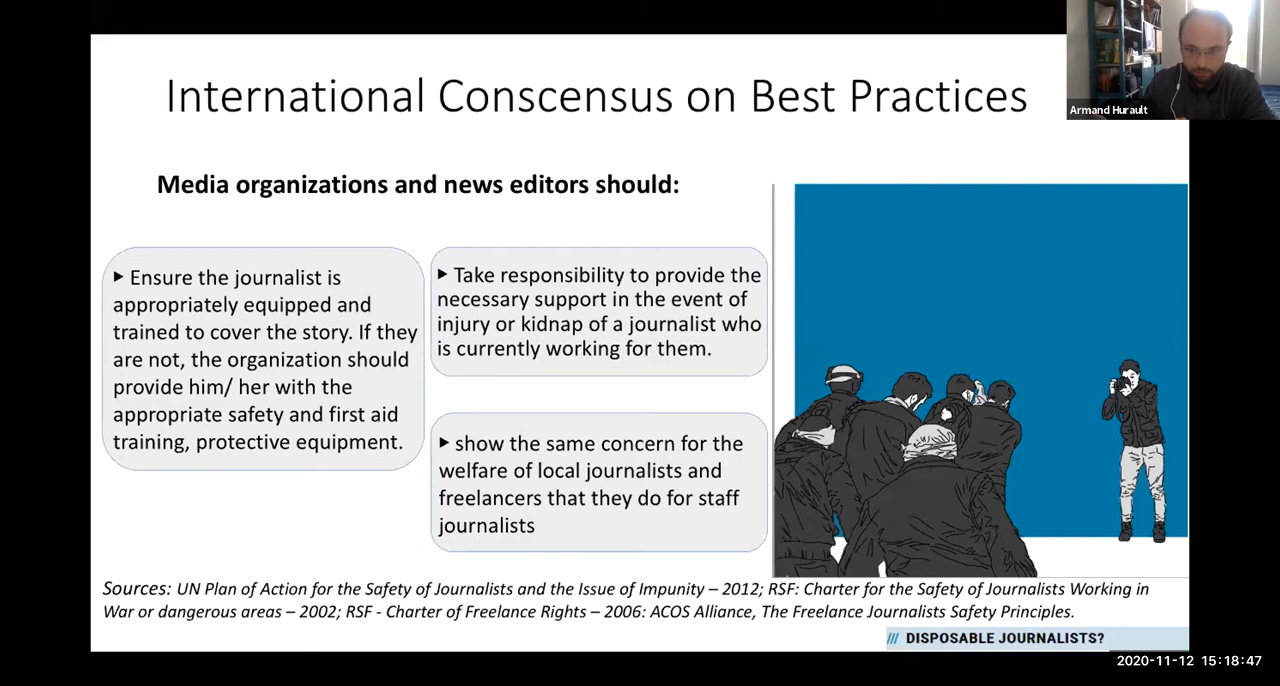 International Conscensus on Best Practices
Armand Hurault
Media organizations and news editors should:
▸ Ensure the journalist is
appropriately equipped and
trained to cover the story. If they
are not, the organization should
provide him/ her with the
appropriate safety and first aid
training, protective equipment.
▸ Take responsibility to provide the
necessary support in the event of
injury or kidnap of a journalist who
is currently working for them.
▸ show the same concern for the
welfare of local journalists and
freelancers that they do for staff
journalists
Sources: UN Plan of Action for the Safety of Journalists and the Issue of Impunity – 2012; RSF: Charter for the Safety of Journalists Working in
War or dangerous areas – 2002; RSF - Charter of Freelance Rights – 2006: ACOS Alliance, The Freelance Journalists Safety Principles.
/// DISPOSABLE JOURNALISTS?
2020-11-12 15:18:47